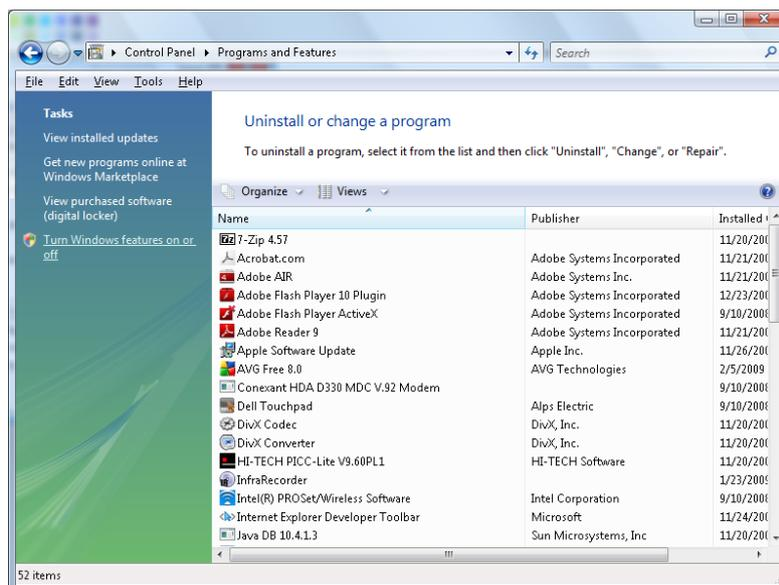 Control Panel Programs and Features Search
File Edit View Tools Help
Tasks
View installed updates
Get new programs online at
Windows Marketplace
View purchased software
(digital locker)
Turn Windows features on or
off
Uninstall or change a program
To uninstall a program, select it from the list and then click "Uninstall", "Change", or "Repair".
Organize Views
Name Publisher Installed
7-Zip 4.57 11/20/200
Acrobat.com Adobe Systems Incorporated 11/21/200
Adobe AIR Adobe Systems Inc. 11/21/200
Adobe Flash Player 10 Plugin Adobe Systems Incorporated 12/23/200
Adobe Flash Player ActiveX Adobe Systems Incorporated 9/10/2008
Adobe Reader 9 Adobe Systems Incorporated 11/21/200
Apple Software Update Apple Inc. 11/26/200
AVG Free 8.0 AVG Technologies 2/5/2009
Conexant HDA D330 MDC V.92 Modem 9/10/2008
Dell Touchpad Alps Electric 9/10/2008
DivX Codec DivX, Inc. 11/20/200
DivX Converter DivX, Inc. 11/20/200
HI-TECH PICC-Lite V9.60PL1 HI-TECH Software 11/20/200
InfraRecorder 1/23/2009
Intel(R) PROSet/Wireless Software Intel Corporation 9/10/2008
Internet Explorer Developer Toolbar Microsoft 11/24/200
Java DB 10.4.1.3 Sun Microsystems, Inc 11/20/200
52 items